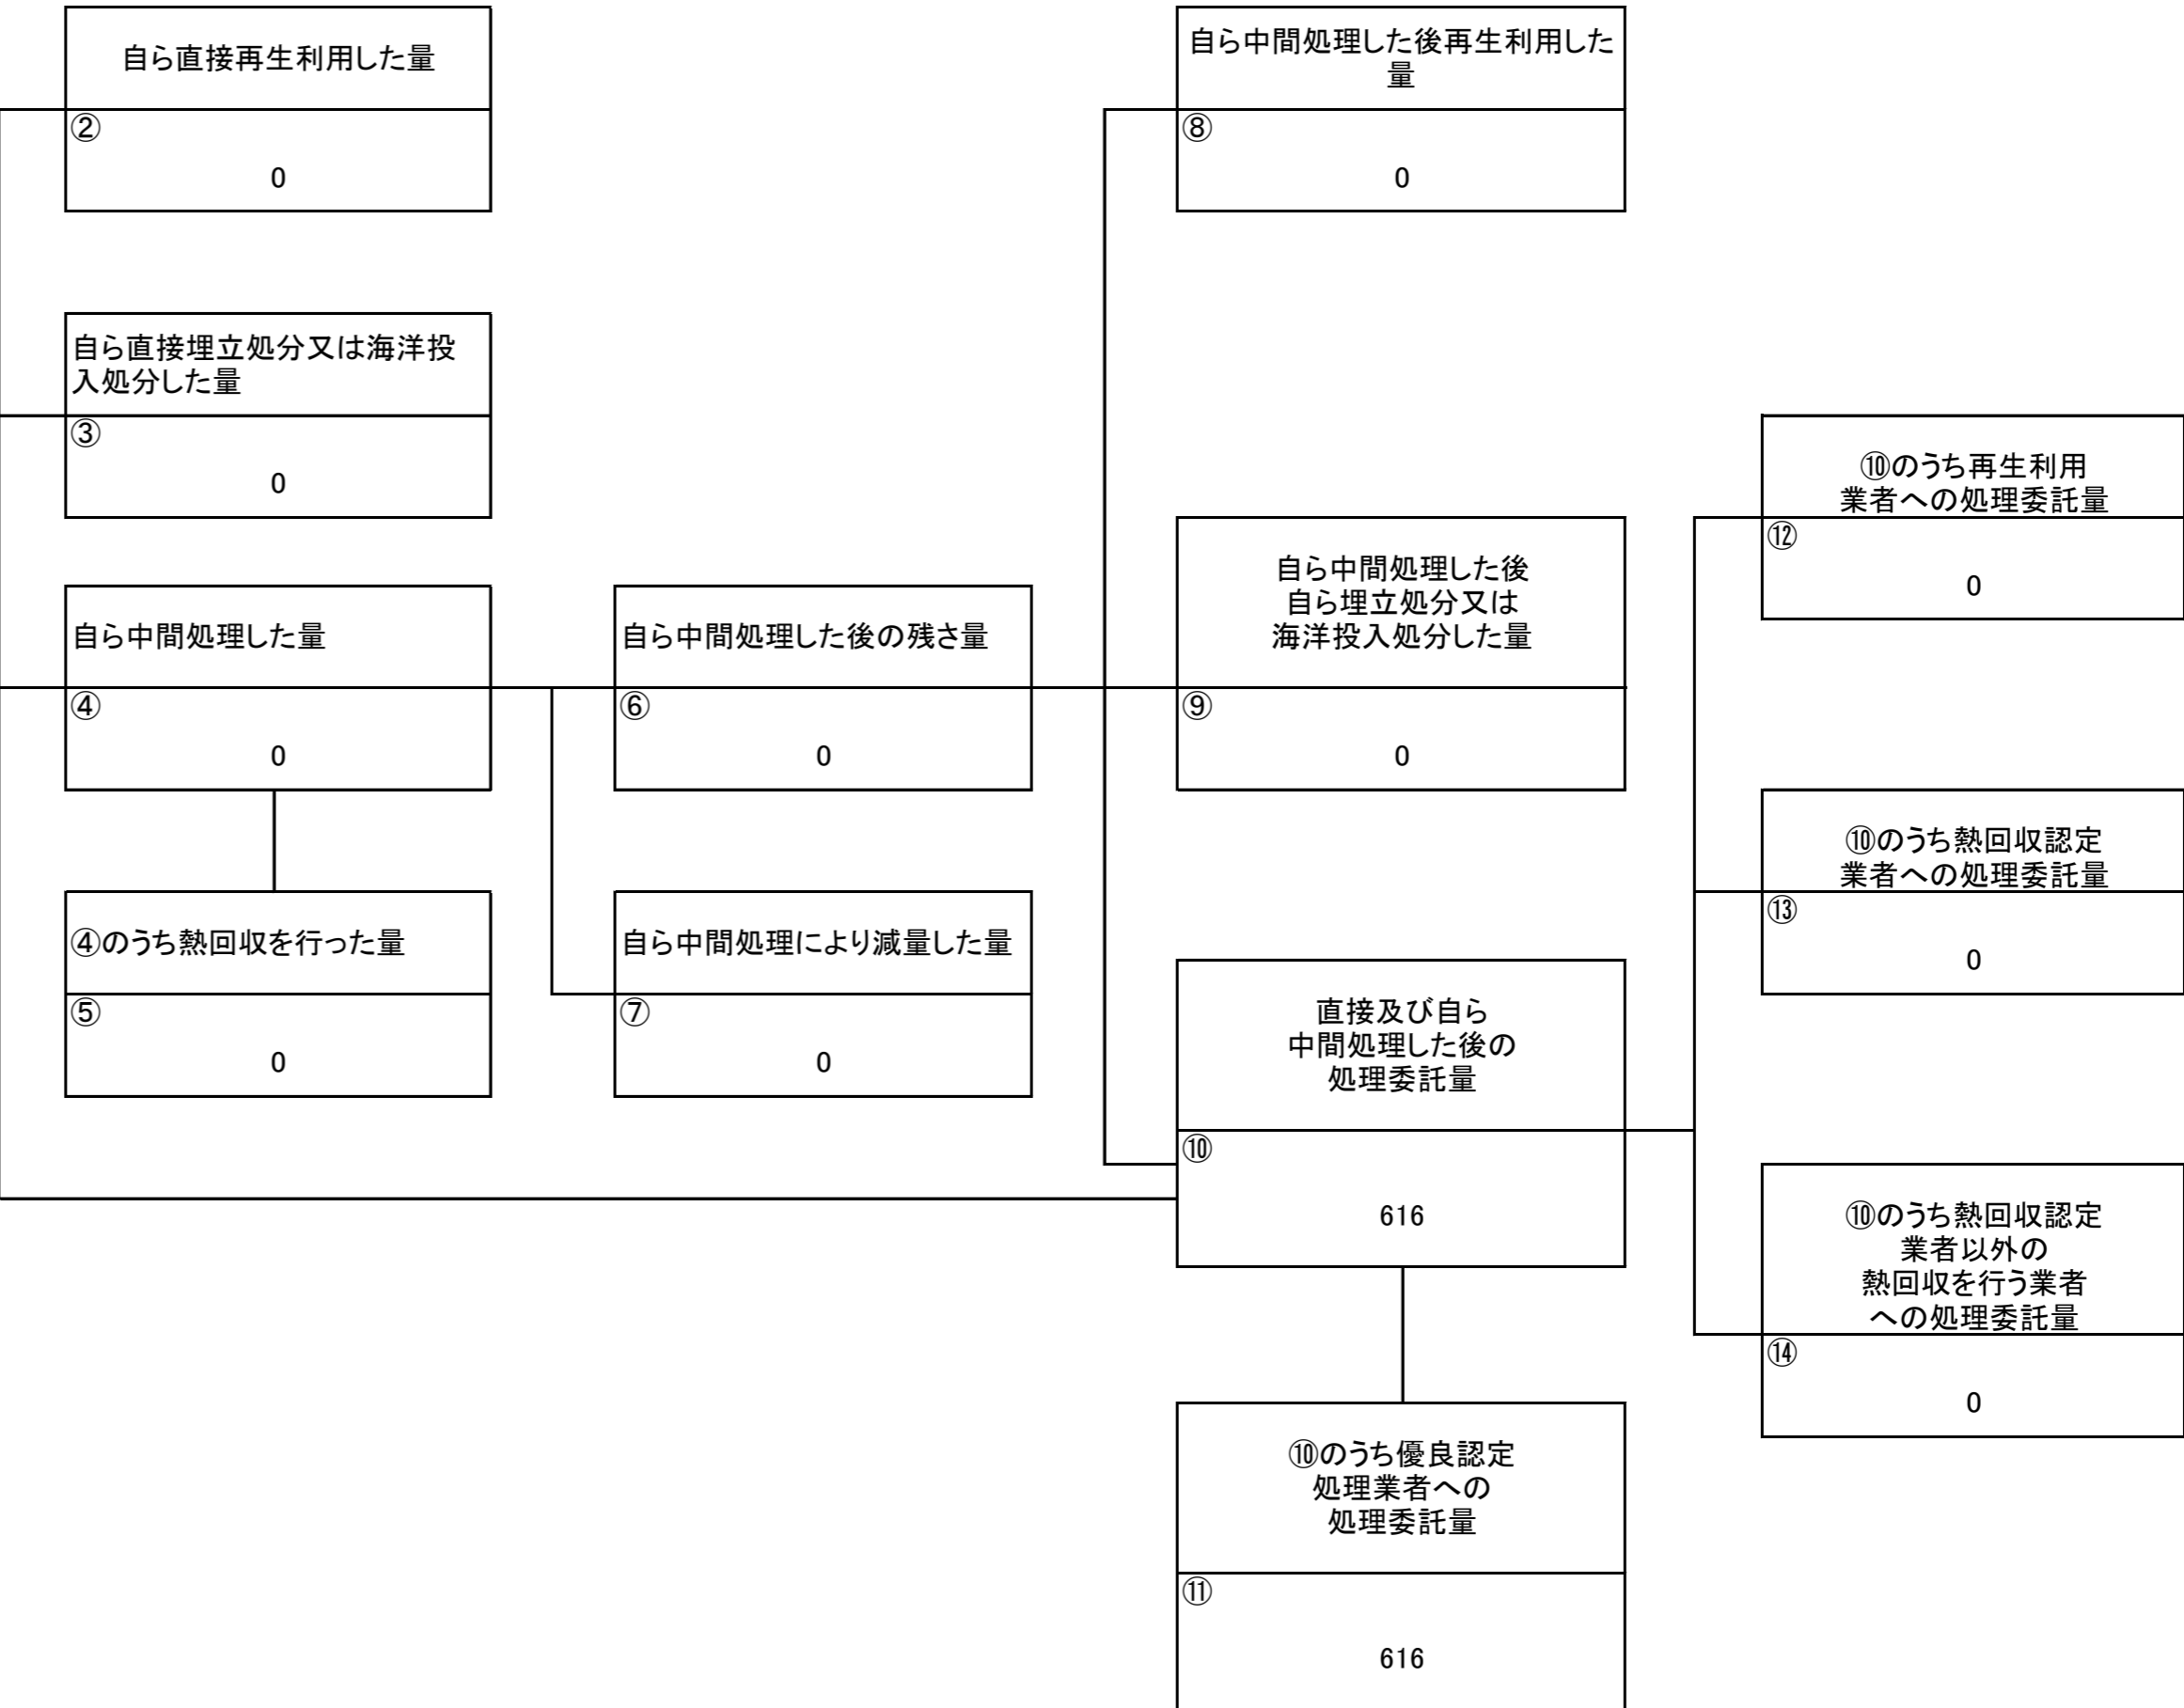 自ら直接再生利用した量
②
0
自ら直接埋立処分又は海洋投
入処分した量
③
0
自ら中間処理した量
④
0
④のうち熱回収を行った量
⑤
0
自ら中間処理した後の残さ量
⑥
0
自ら中間処理により減量した量
⑦
0
自ら中間処理した後再生利用した
量
⑧
0
自ら中間処理した後
自ら埋立処分又は
海洋投入処分した量
⑨
0
直接及び自ら
中間処理した後の
処理委託量
⑩
616
⑩のうち優良認定
処理業者への
処理委託量
⑪
616
⑩のうち再生利用
業者への処理委託量
⑫
0
⑩のうち熱回収認定
業者への処理委託量
⑬
0
⑩のうち熱回収認定
業者以外の
熱回収を行う業者
への処理委託量
⑭
0